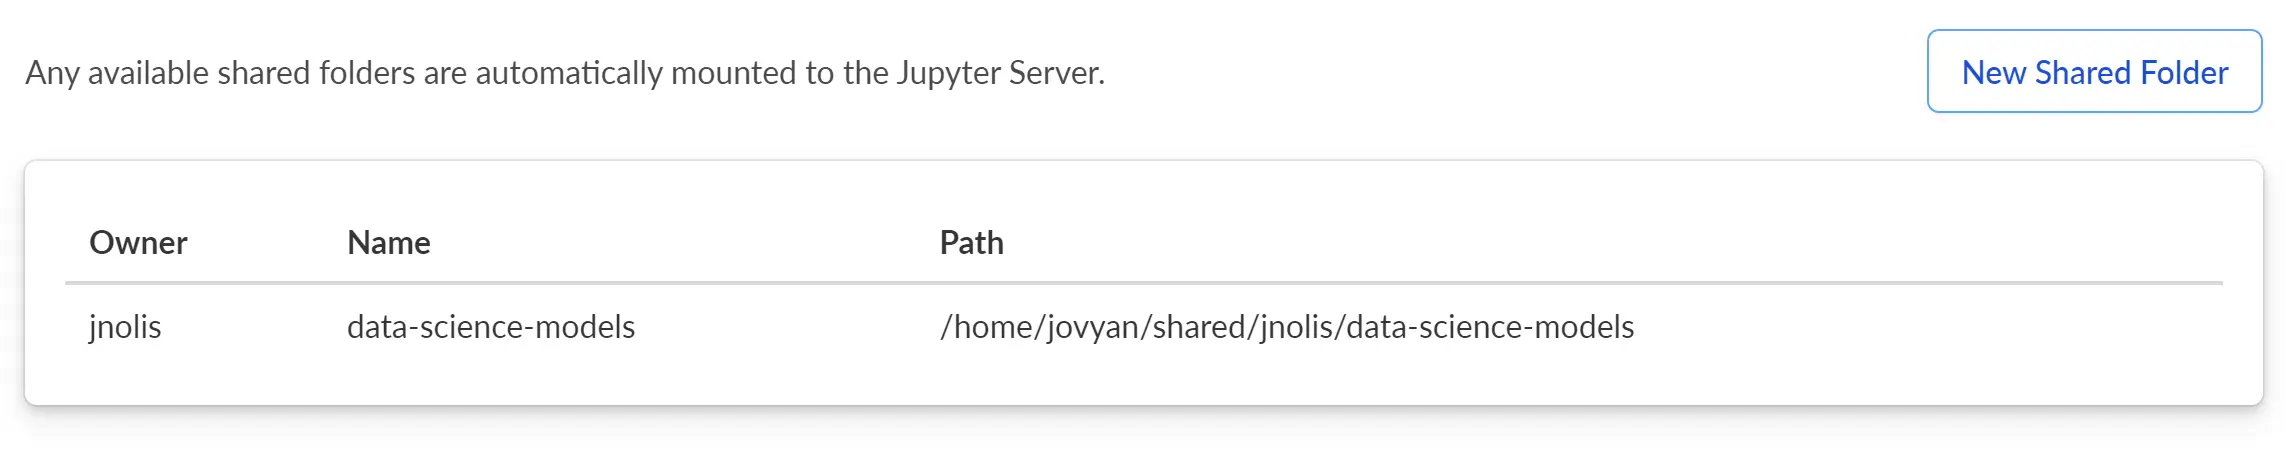 Any available shared folders are automatically mounted to the Jupyter Server.
New Shared Folder
Owner Name Path
jnolis data-science-models /home/jovyan/shared/jnolis/data-science-models